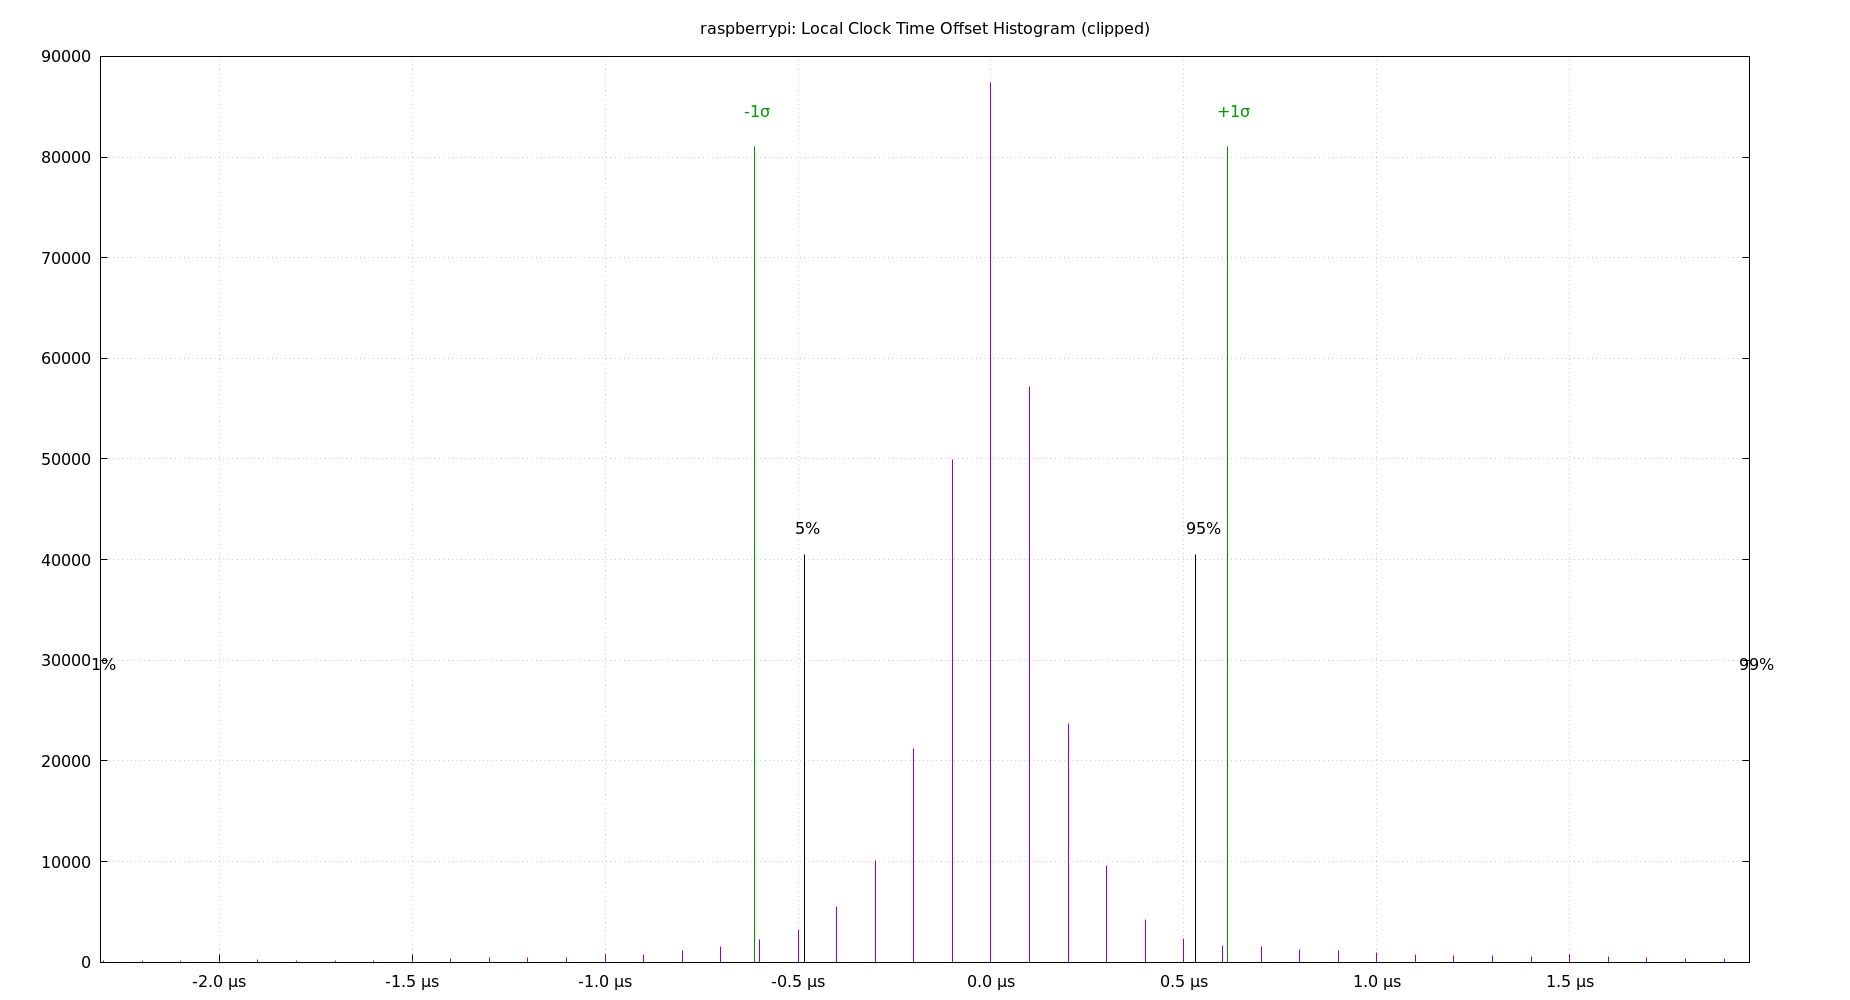 raspberrypi: Local Clock Time Offset Histogram (clipped)
90000
-1σ
+1σ
80000
70000
60000
50000
5%
95%
40000
30000
1%
99%
20000
10000
0
-2.0 µs
-1.5 µs
-1.0 µs
-0.5 µs
0.0 µs
0.5 µs
1.0 µs
1.5 µs